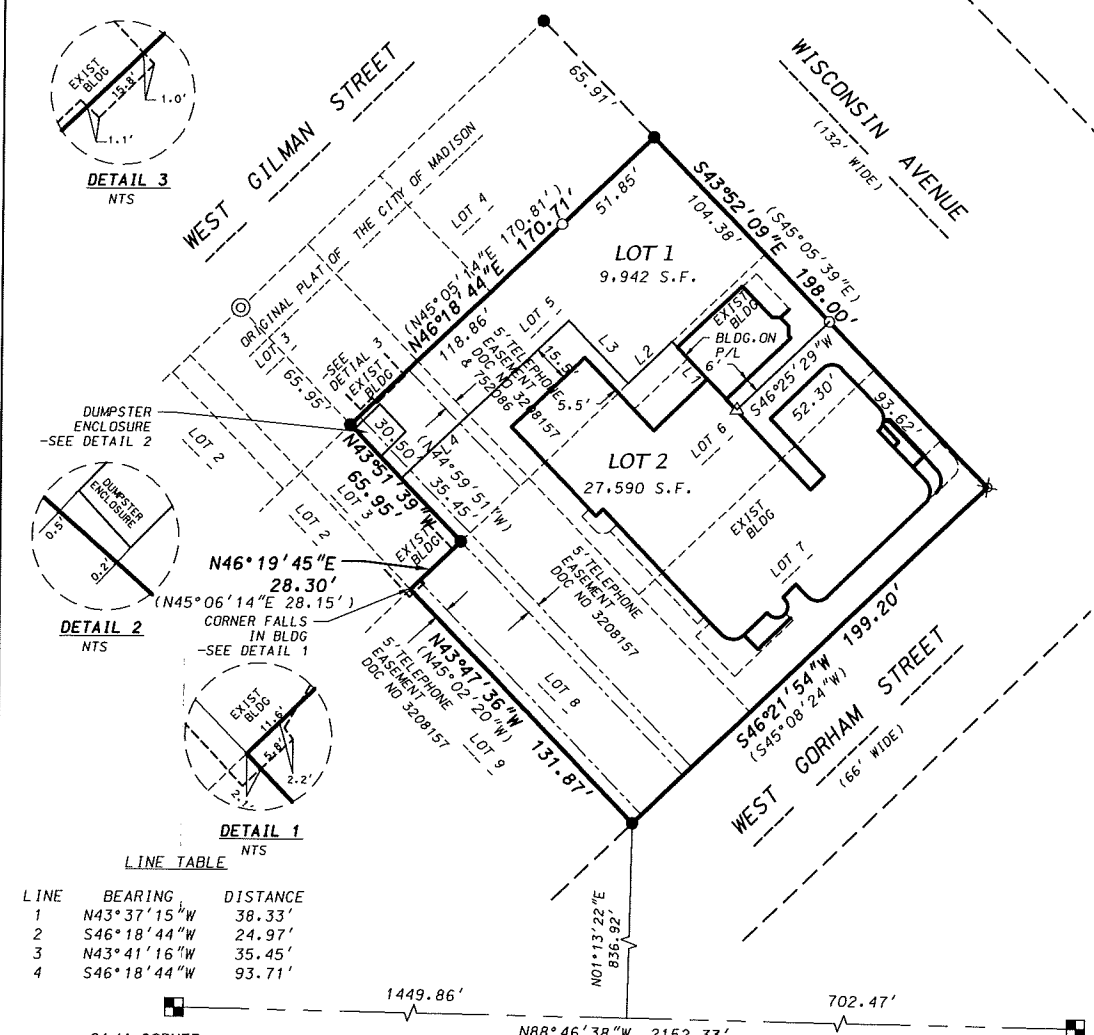 EXIST
BLDG
15.8'
1.0'
1.1'
DETAIL 3
NTS
WEST GILMAN STREET
65.91'
WISCONSIN AVENUE
(132' WIDE)
ORIGINAL PLAT OF THE CITY OF MADISON
LOT 4
LOT 3
LOT 2
65.95'
(N45°05'14"E 170.81')
N46°18'44"E 170.71'
118.86'
51.85'
S43°52'09"E 198.00'
(S45°05'39"E)
104.38'
LOT 1
9,942 S.F.
EXIST
BLDG
BLDG.ON
P/L
6'
S46°25'29"W
52.30'
93.62'
LOT 5
L3
L2
L1
15.5'
5.5'
5' TELEPHONE
EASEMENT
DOC NO 3208157
& 752086
-SEE
DETIAL 3
EXIST
BLDG
DUMPSTER
ENCLOSURE
-SEE DETAIL 2
30.50
L4
(N44°59'51"W)
35.45'
N43°51'39"W
65.95'
LOT 3
LOT 2
LOT 6
LOT 2
27,590 S.F.
EXIST
BLDG
LOT 7
DUMPSTER
ENCLOSURE
0.5'
0.2'
DETAIL 2
NTS
EXIST
BLDG
N46°19'45"E
28.30'
(N45°06'14"E 28.15')
CORNER FALLS
IN BLDG
-SEE DETAIL 1
5' TELEPHONE
EASEMENT
DOC NO 3208157
5' TELEPHONE
EASEMENT
DOC NO 3208157
N43°47'36"W 131.87'
(N45°02'20"W)
LOT 8
LOT 9
S46°21'54"W 199.20'
(S45°08'24"W)
WEST GORHAM STREET
(66' WIDE)
EXIST
BLDG
11.6'
5.8'
2.2'
2.1'
DETAIL 1
NTS
LINE TABLE
LINE BEARING DISTANCE
1 N43°37'15"W 38.33'
2 S46°18'44"W 24.97'
3 N43°41'16"W 35.45'
4 S46°18'44"W 93.71'
N01°13'22"E
836.92'
1449.86'
702.47'
N88°46'38"W 2152.33'